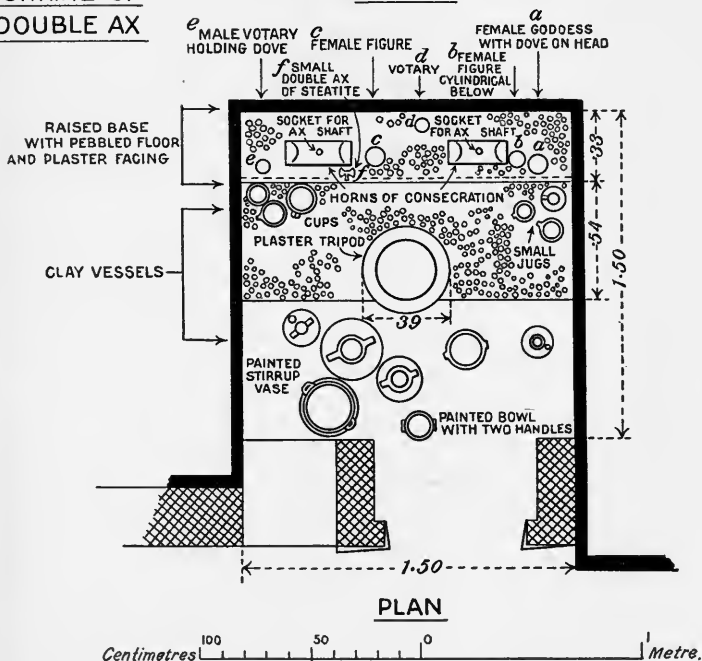 DOUBLE AX
e MALE VOTARY
HOLDING DOVE
c
FEMALE FIGURE
d
VOTARY
a
FEMALE GODDESS
WITH DOVE ON HEAD
b FEMALE
FIGURE
CYLINDRICAL
BELOW
f SMALL
DOUBLE AX
OF STEATITE
RAISED BASE
WITH PEBBLED FLOOR
AND PLASTER FACING
SOCKET FOR
AX SHAFT
SOCKET
FOR AX SHAFT
d
e
c
f
b
a
HORNS OF CONSECRATION
·33
CUPS
PLASTER TRIPOD
SMALL
JUGS
·54
1·50
CLAY VESSELS
39
PAINTED
STIRRUP
VASE
PAINTED BOWL
WITH TWO HANDLES
1·50
PLAN
Centimetres 100 50 0 1 Metre.